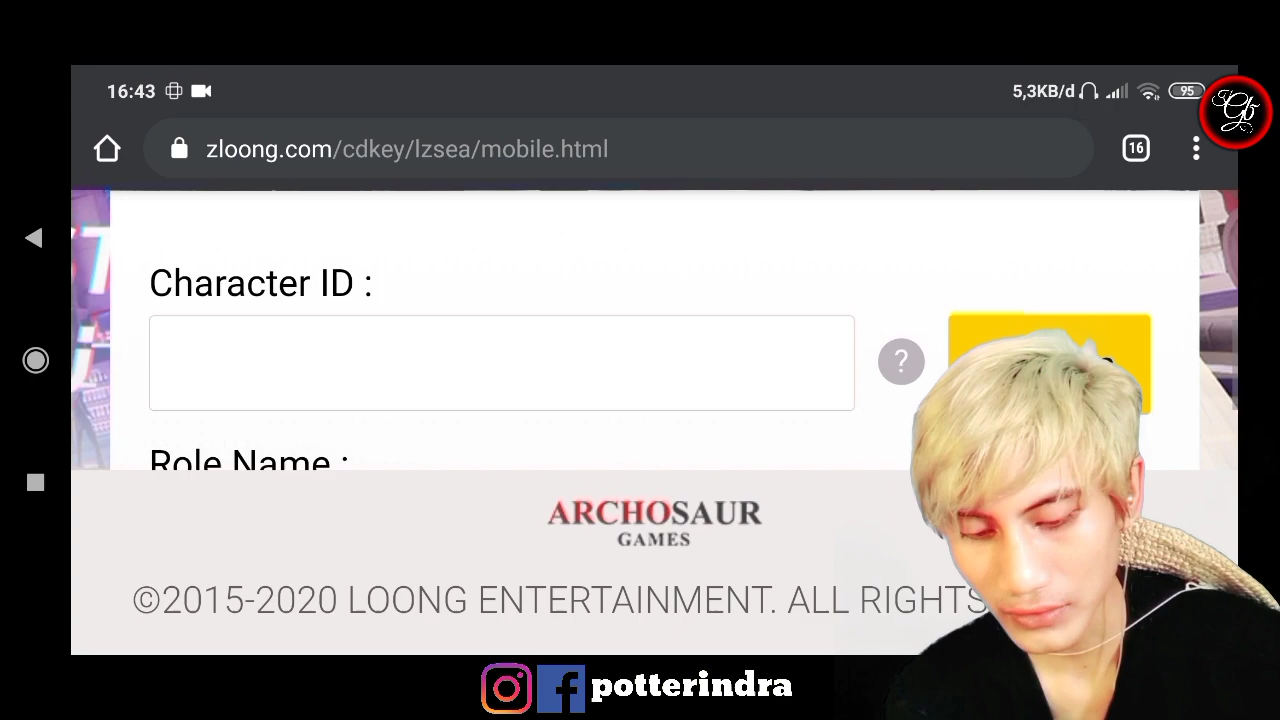 16:43
5,3KB/d
95
zloong.com/cdkey/lzsea/mobile.html
16
Character ID :
?
Role Name :
ARCHOSAUR
GAMES
©2015-2020 LOONG ENTERTAINMENT. ALL RIGHTS
potterindra